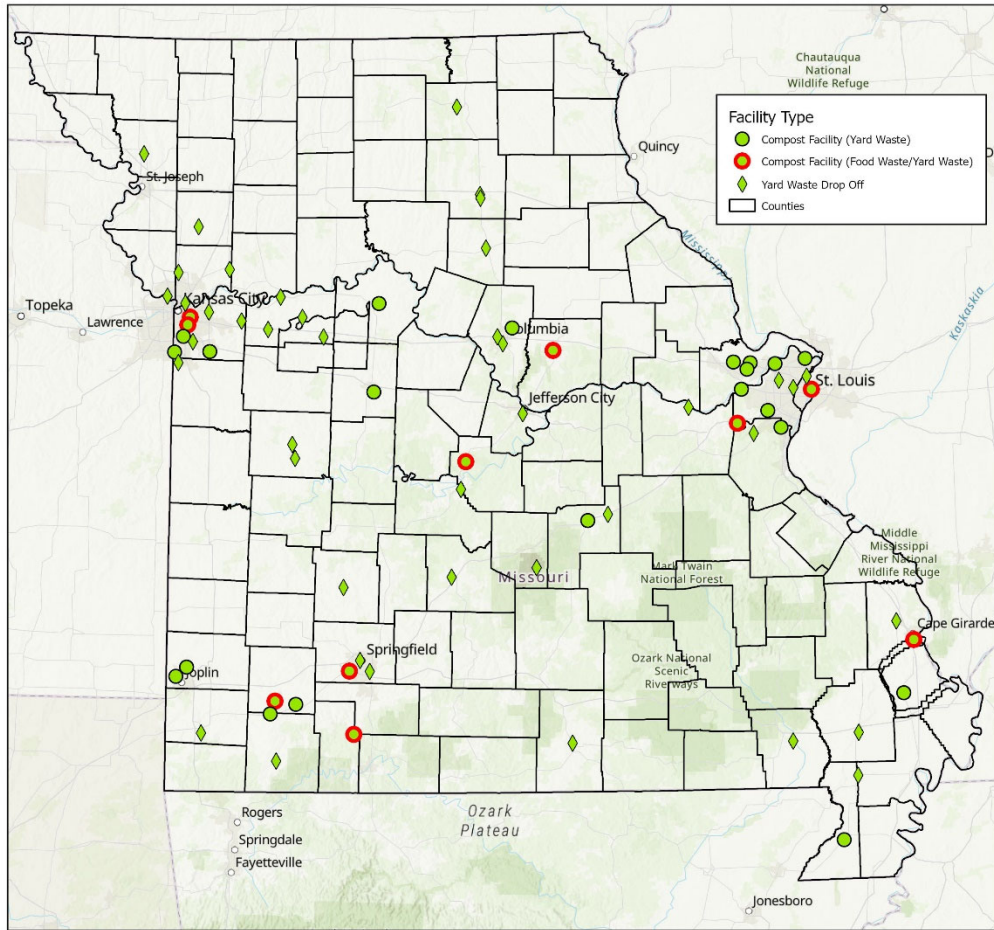 Chautauqua
National
Wildlife Refuge
Facility Type
Compost Facility (Yard Waste)
Compost Facility (Food Waste/Yard Waste)
Yard Waste Drop Off
Counties
Quincy
St. Joseph
Mississippi
Kaskaskia
Topeka
Lawrence
Kansas City
olumbia
St. Louis
Jefferson City
Middle
Mississippi
River National
Wildlife Refuge
Missouri
Mark Twain
National Forest
Cape Girarde
Springfield
Ozark National
Scenic
Riverways
Joplin
Rogers
Springdale
Fayetteville
Ozark
Plateau
Jonesboro